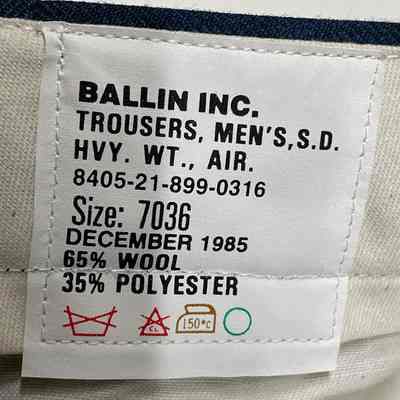 BALLIN INC.
TROUSERS, MEN'S,S.D.
HVY. WT., AIR.
8405-21-899-0316
Size: 7036
DECEMBER 1985
65% WOOL
35% POLYESTER
CL 150°C